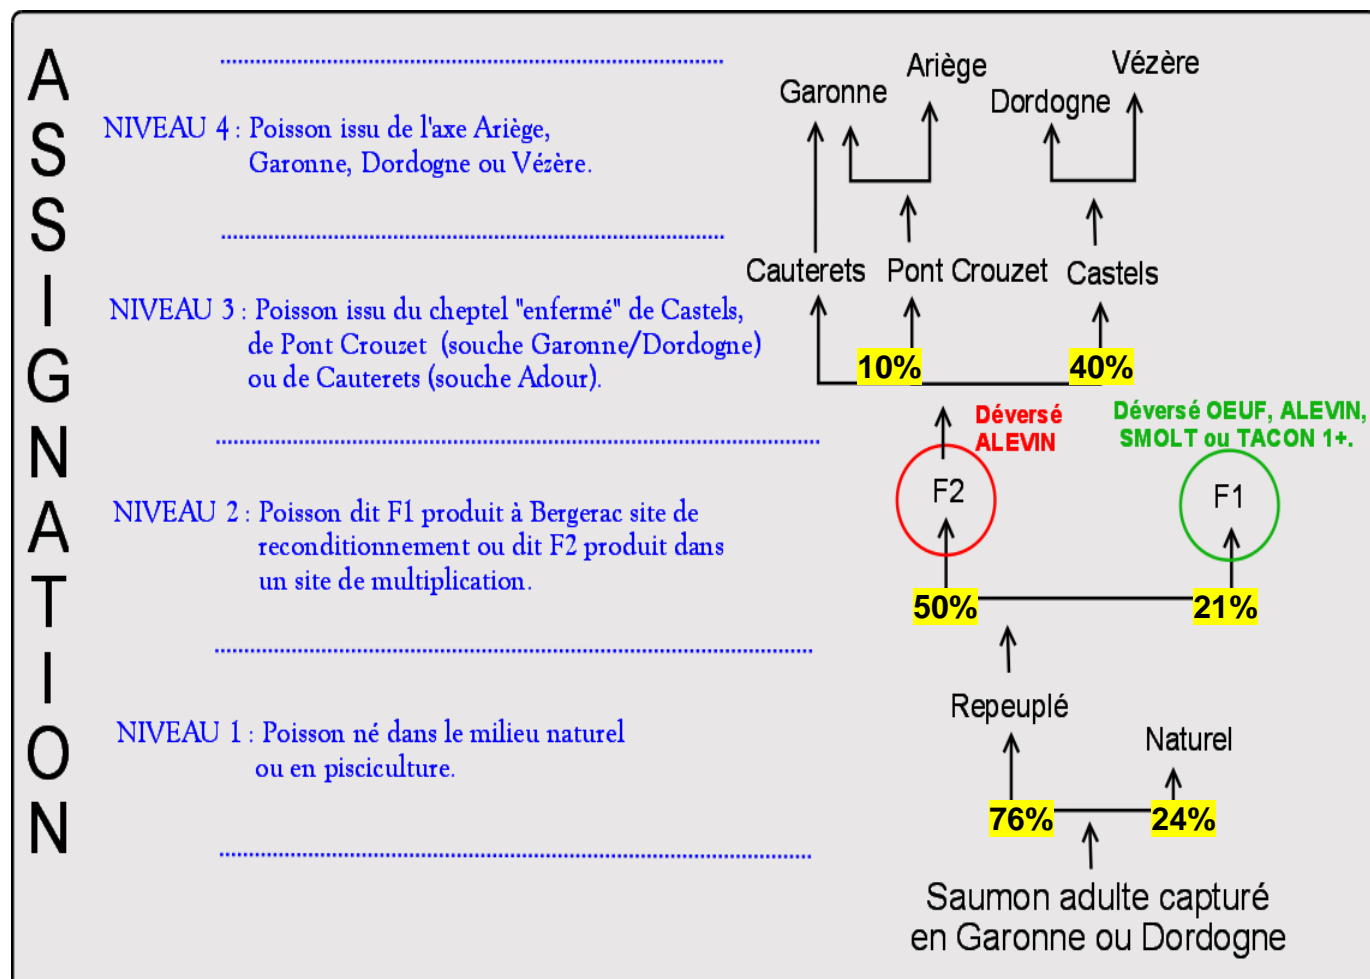 ASSIGNATION
Garonne
Ariège
Dordogne
Vézère
NIVEAU 4 : Poisson issu de l'axe Ariège,
Garonne, Dordogne ou Vézère.
Cauterets
Pont Crouzet
Castels
NIVEAU 3 : Poisson issu du cheptel "enfermé" de Castels,
de Pont Crouzet (souche Garonne/Dordogne)
ou de Cauterets (souche Adour).
10%
40%
Déversé
ALEVIN
Déversé OEUF, ALEVIN,
SMOLT ou TACON 1+.
F2
F1
NIVEAU 2 : Poisson dit F1 produit à Bergerac site de
reconditionnement ou dit F2 produit dans
un site de multiplication.
50%
21%
Repeuplé
Naturel
NIVEAU 1 : Poisson né dans le milieu naturel
ou en pisciculture.
76%
24%
Saumon adulte capturé
en Garonne ou Dordogne